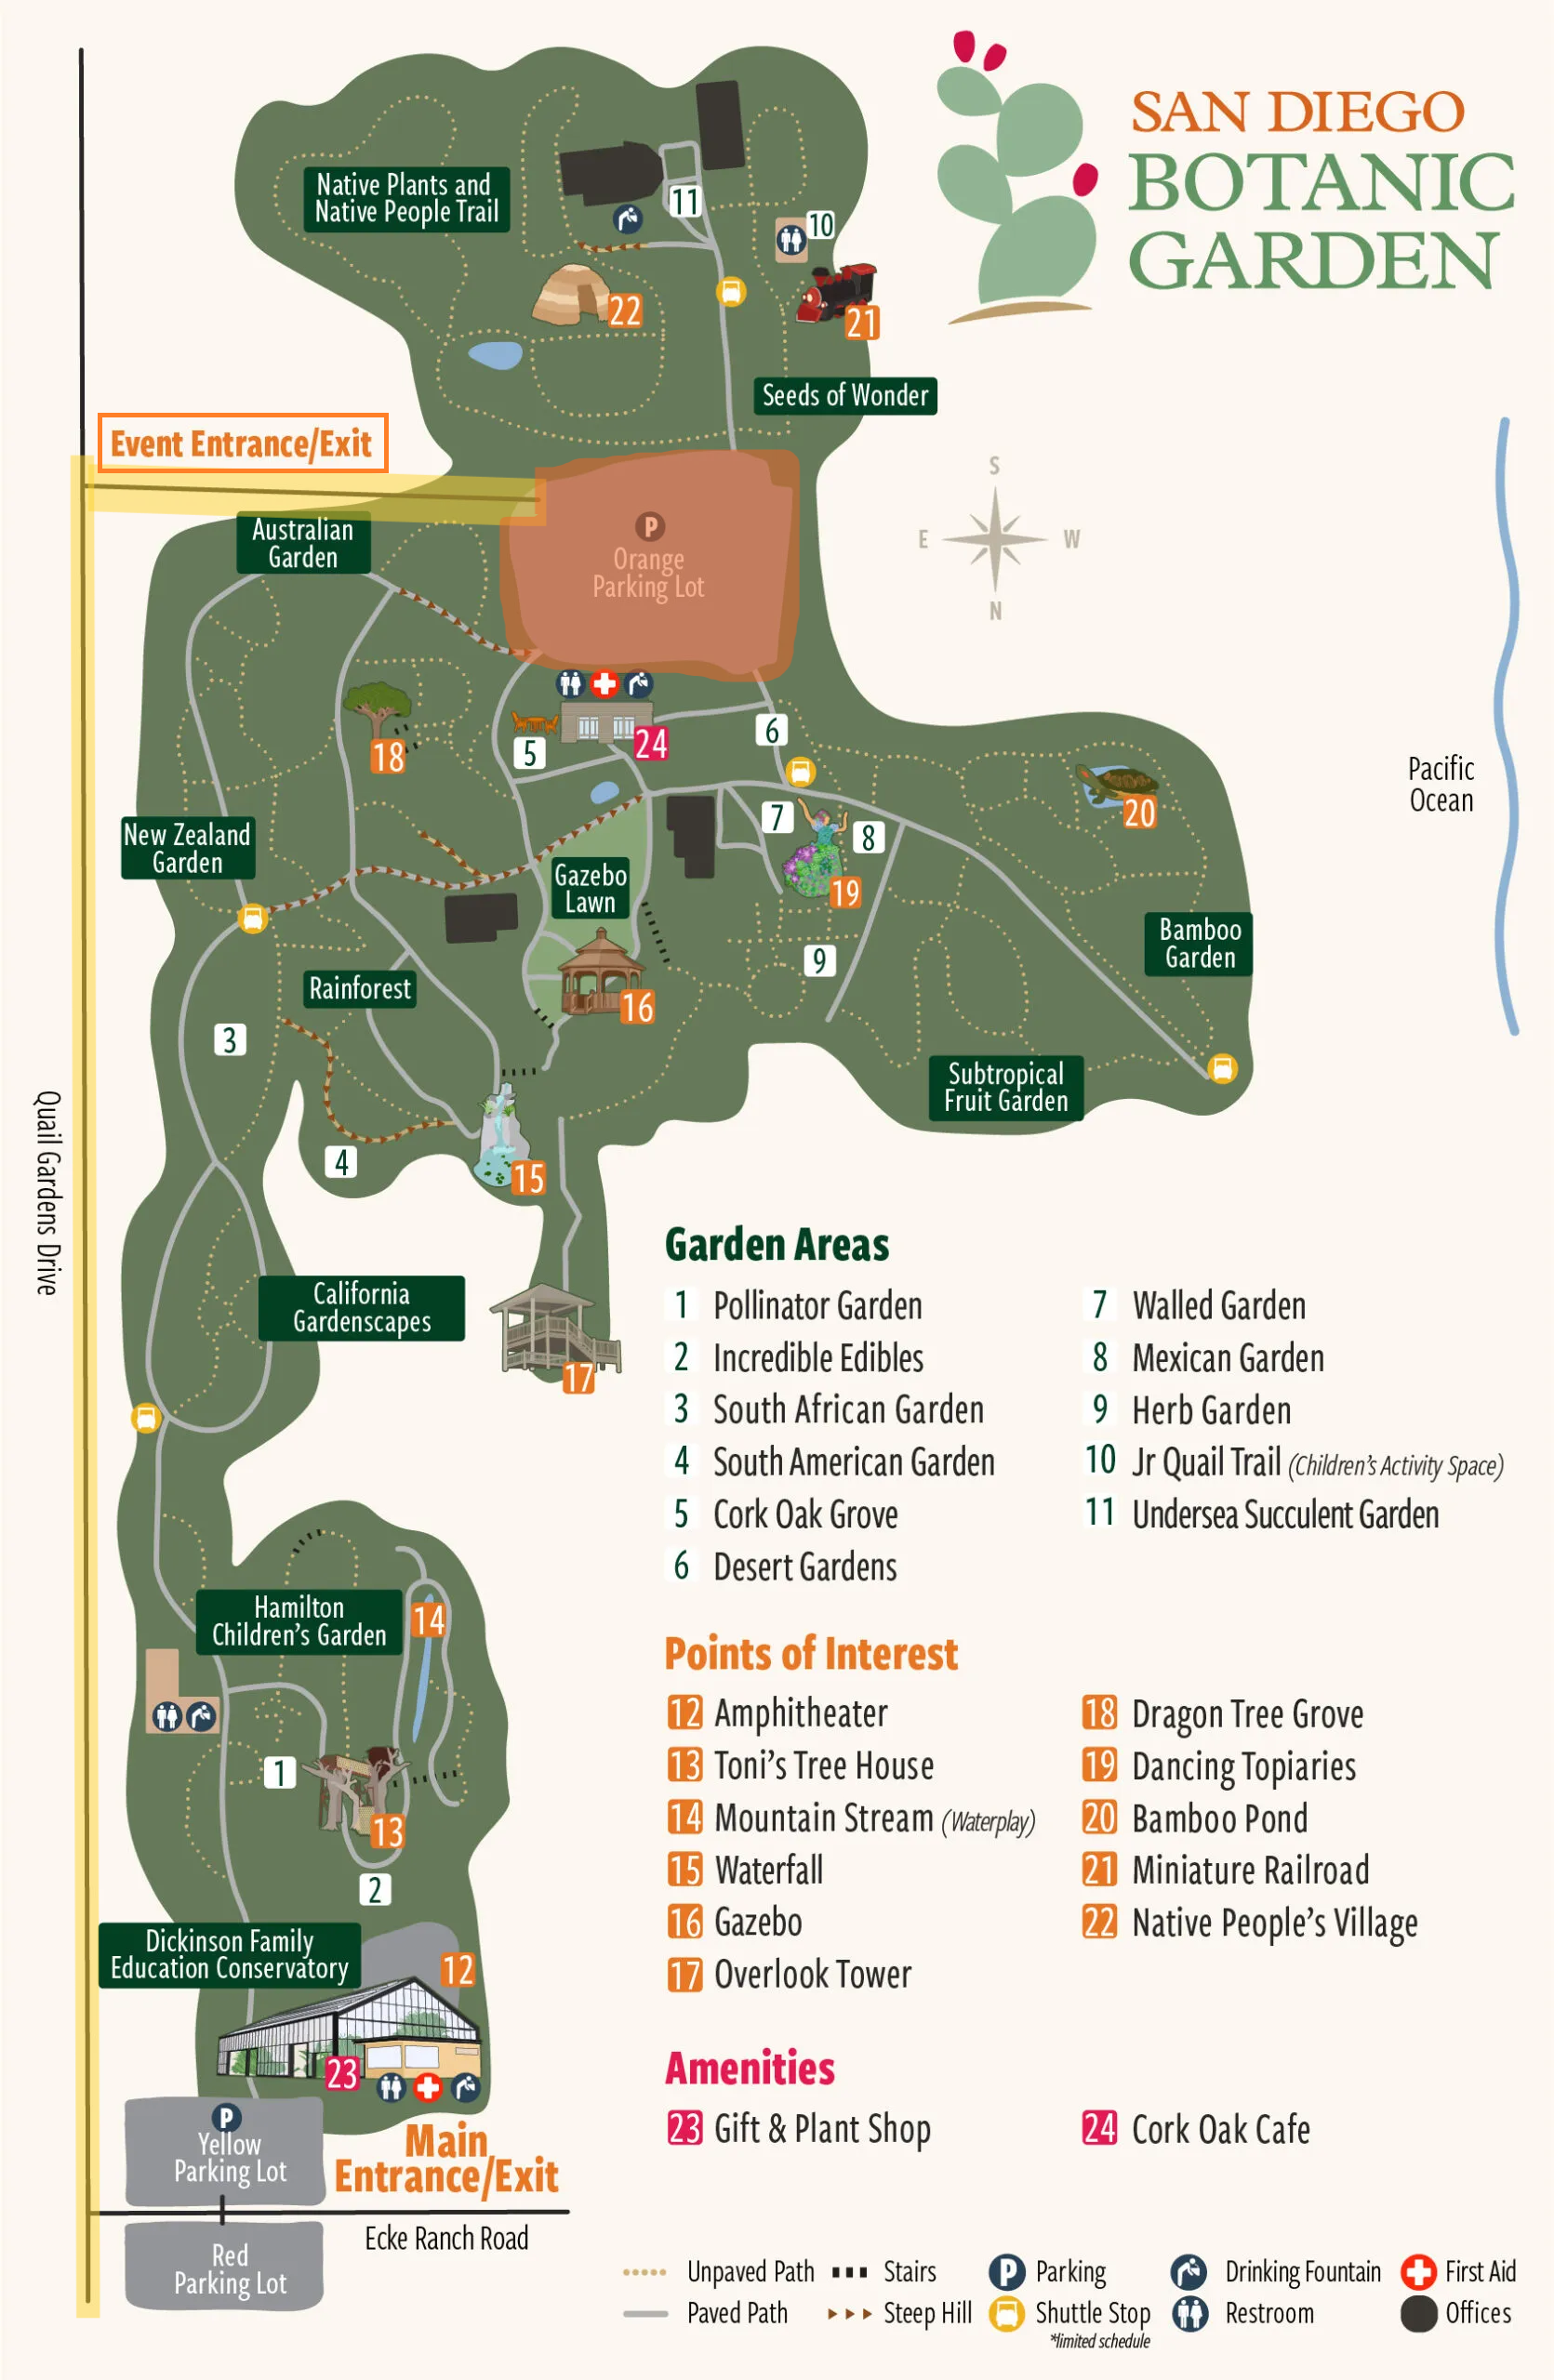 SAN DIEGO
BOTANIC
GARDEN
Native Plants and
Native People Trail
11
10
22
21
Seeds of Wonder
Event Entrance/Exit
S
E
W
N
Australian
Garden
P
Orange
Parking Lot
18
5
24
6
20
Pacific
Ocean
New Zealand
Garden
7
8
Gazebo
Lawn
19
Bamboo
Garden
9
Rainforest
16
3
Subtropical
Fruit Garden
4
15
Quail Gardens Drive
California
Gardenscapes
17
Hamilton
Children's Garden
14
1
13
2
Dickinson Family
Education Conservatory
12
23
P
Yellow
Parking Lot
Main
Entrance/Exit
Ecke Ranch Road
Red
Parking Lot
Garden Areas
1 Pollinator Garden
2 Incredible Edibles
3 South African Garden
4 South American Garden
5 Cork Oak Grove
6 Desert Gardens
7 Walled Garden
8 Mexican Garden
9 Herb Garden
10 Jr Quail Trail (Children's Activity Space)
11 Undersea Succulent Garden
Points of Interest
12 Amphitheater
13 Toni's Tree House
14 Mountain Stream (Waterplay)
15 Waterfall
16 Gazebo
17 Overlook Tower
18 Dragon Tree Grove
19 Dancing Topiaries
20 Bamboo Pond
21 Miniature Railroad
22 Native People's Village
Amenities
23 Gift & Plant Shop
24 Cork Oak Cafe
Unpaved Path
Stairs
P Parking
Drinking Fountain
First Aid
Paved Path
Steep Hill
Shuttle Stop
*limited schedule
Restroom
Offices